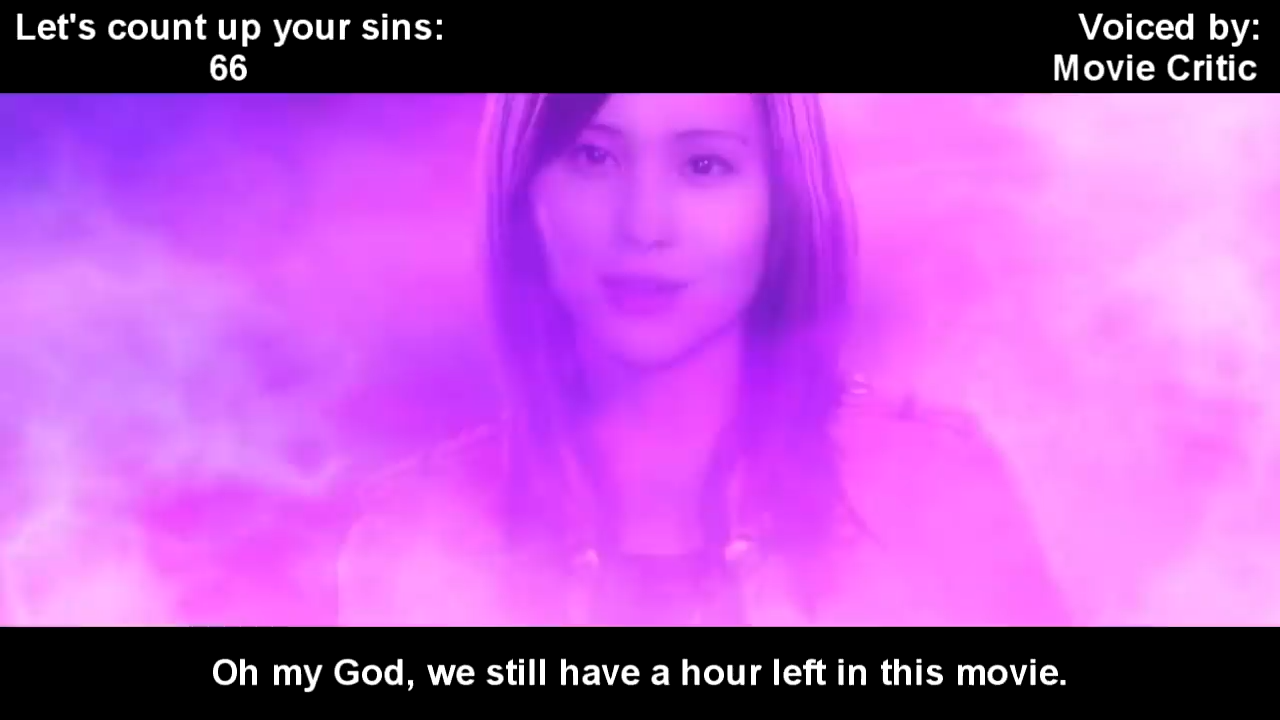 Let's count up your sins:
66
Voiced by:
Movie Critic
Oh my God, we still have a hour left in this movie.